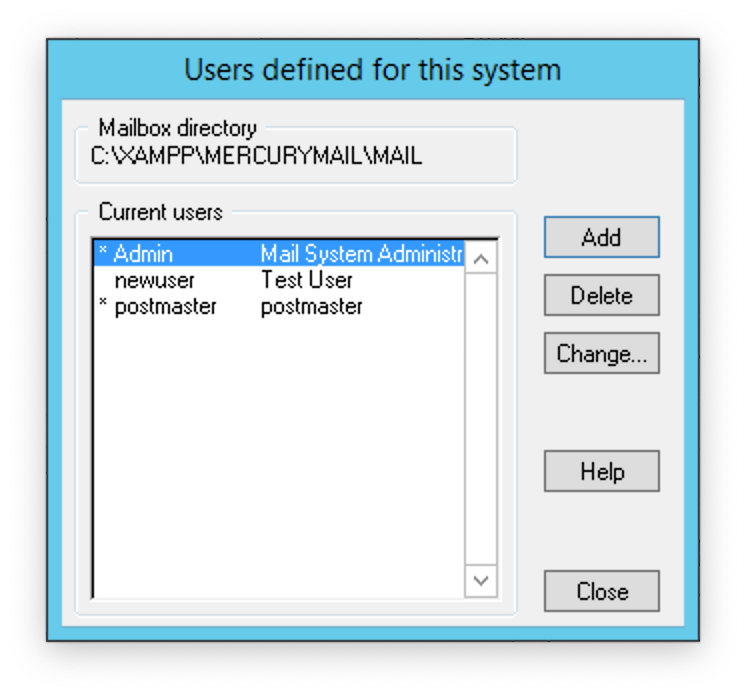 Users defined for this system
Mailbox directory
C:\XAMPP\MERCURYMAIL\MAIL
Current users
* Admin Mail System Administr
newuser Test User
* postmaster postmaster
Add
Delete
Change...
Help
Close